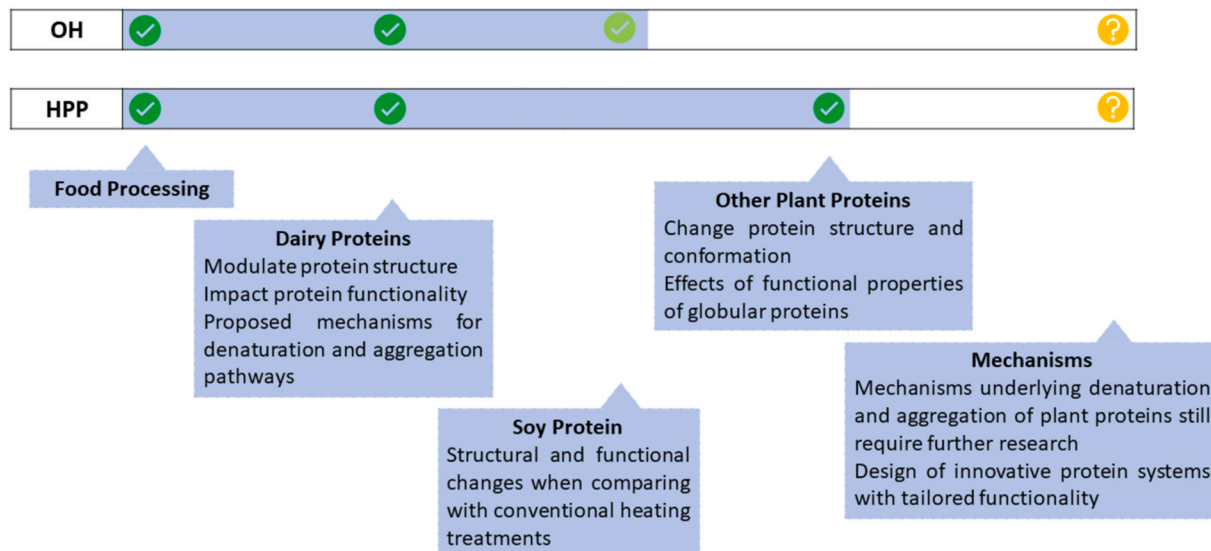 OH
?
HPP
?
Food Processing
Dairy Proteins
Modulate protein structure
Impact protein functionality
Proposed mechanisms for
denaturation and aggregation
pathways
Soy Protein
Structural and functional
changes when comparing
with conventional heating
treatments
Other Plant Proteins
Change protein structure and
conformation
Effects of functional properties
of globular proteins
Mechanisms
Mechanisms underlying denaturation
and aggregation of plant proteins still
require further research
Design of innovative protein systems
with tailored functionality